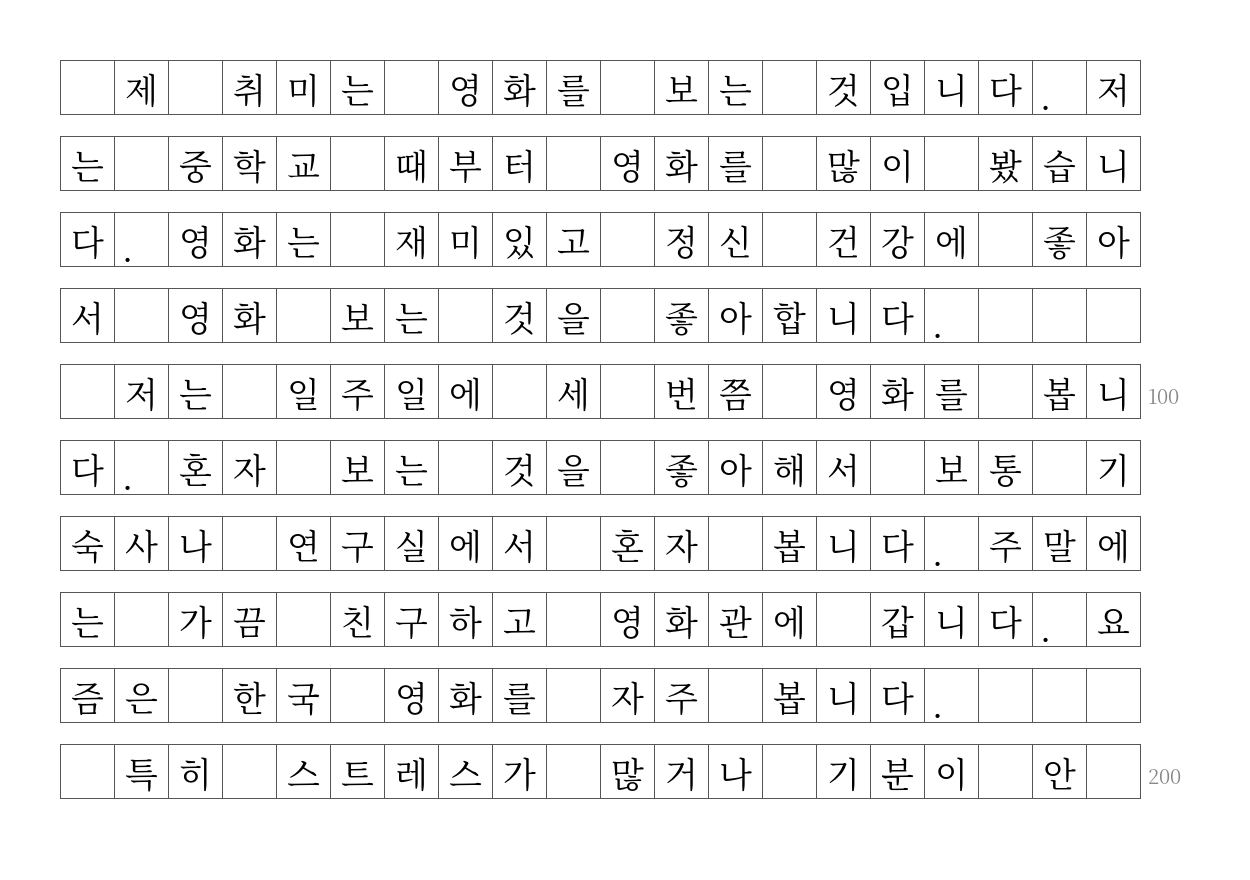 제 취미는 영화를 보는 것입니다. 저
는 중학교 때부터 영화를 많이 봤습니
다. 영화는 재미있고 정신 건강에 좋아
서 영화 보는 것을 좋아합니다.
저는 일주일에 세 번쯤 영화를 봅니 100
다. 혼자 보는 것을 좋아해서 보통 기
숙사나 연구실에서 혼자 봅니다. 주말에
는 가끔 친구하고 영화관에 갑니다. 요
즘은 한국 영화를 자주 봅니다.
특히 스트레스가 많거나 기분이 안 200